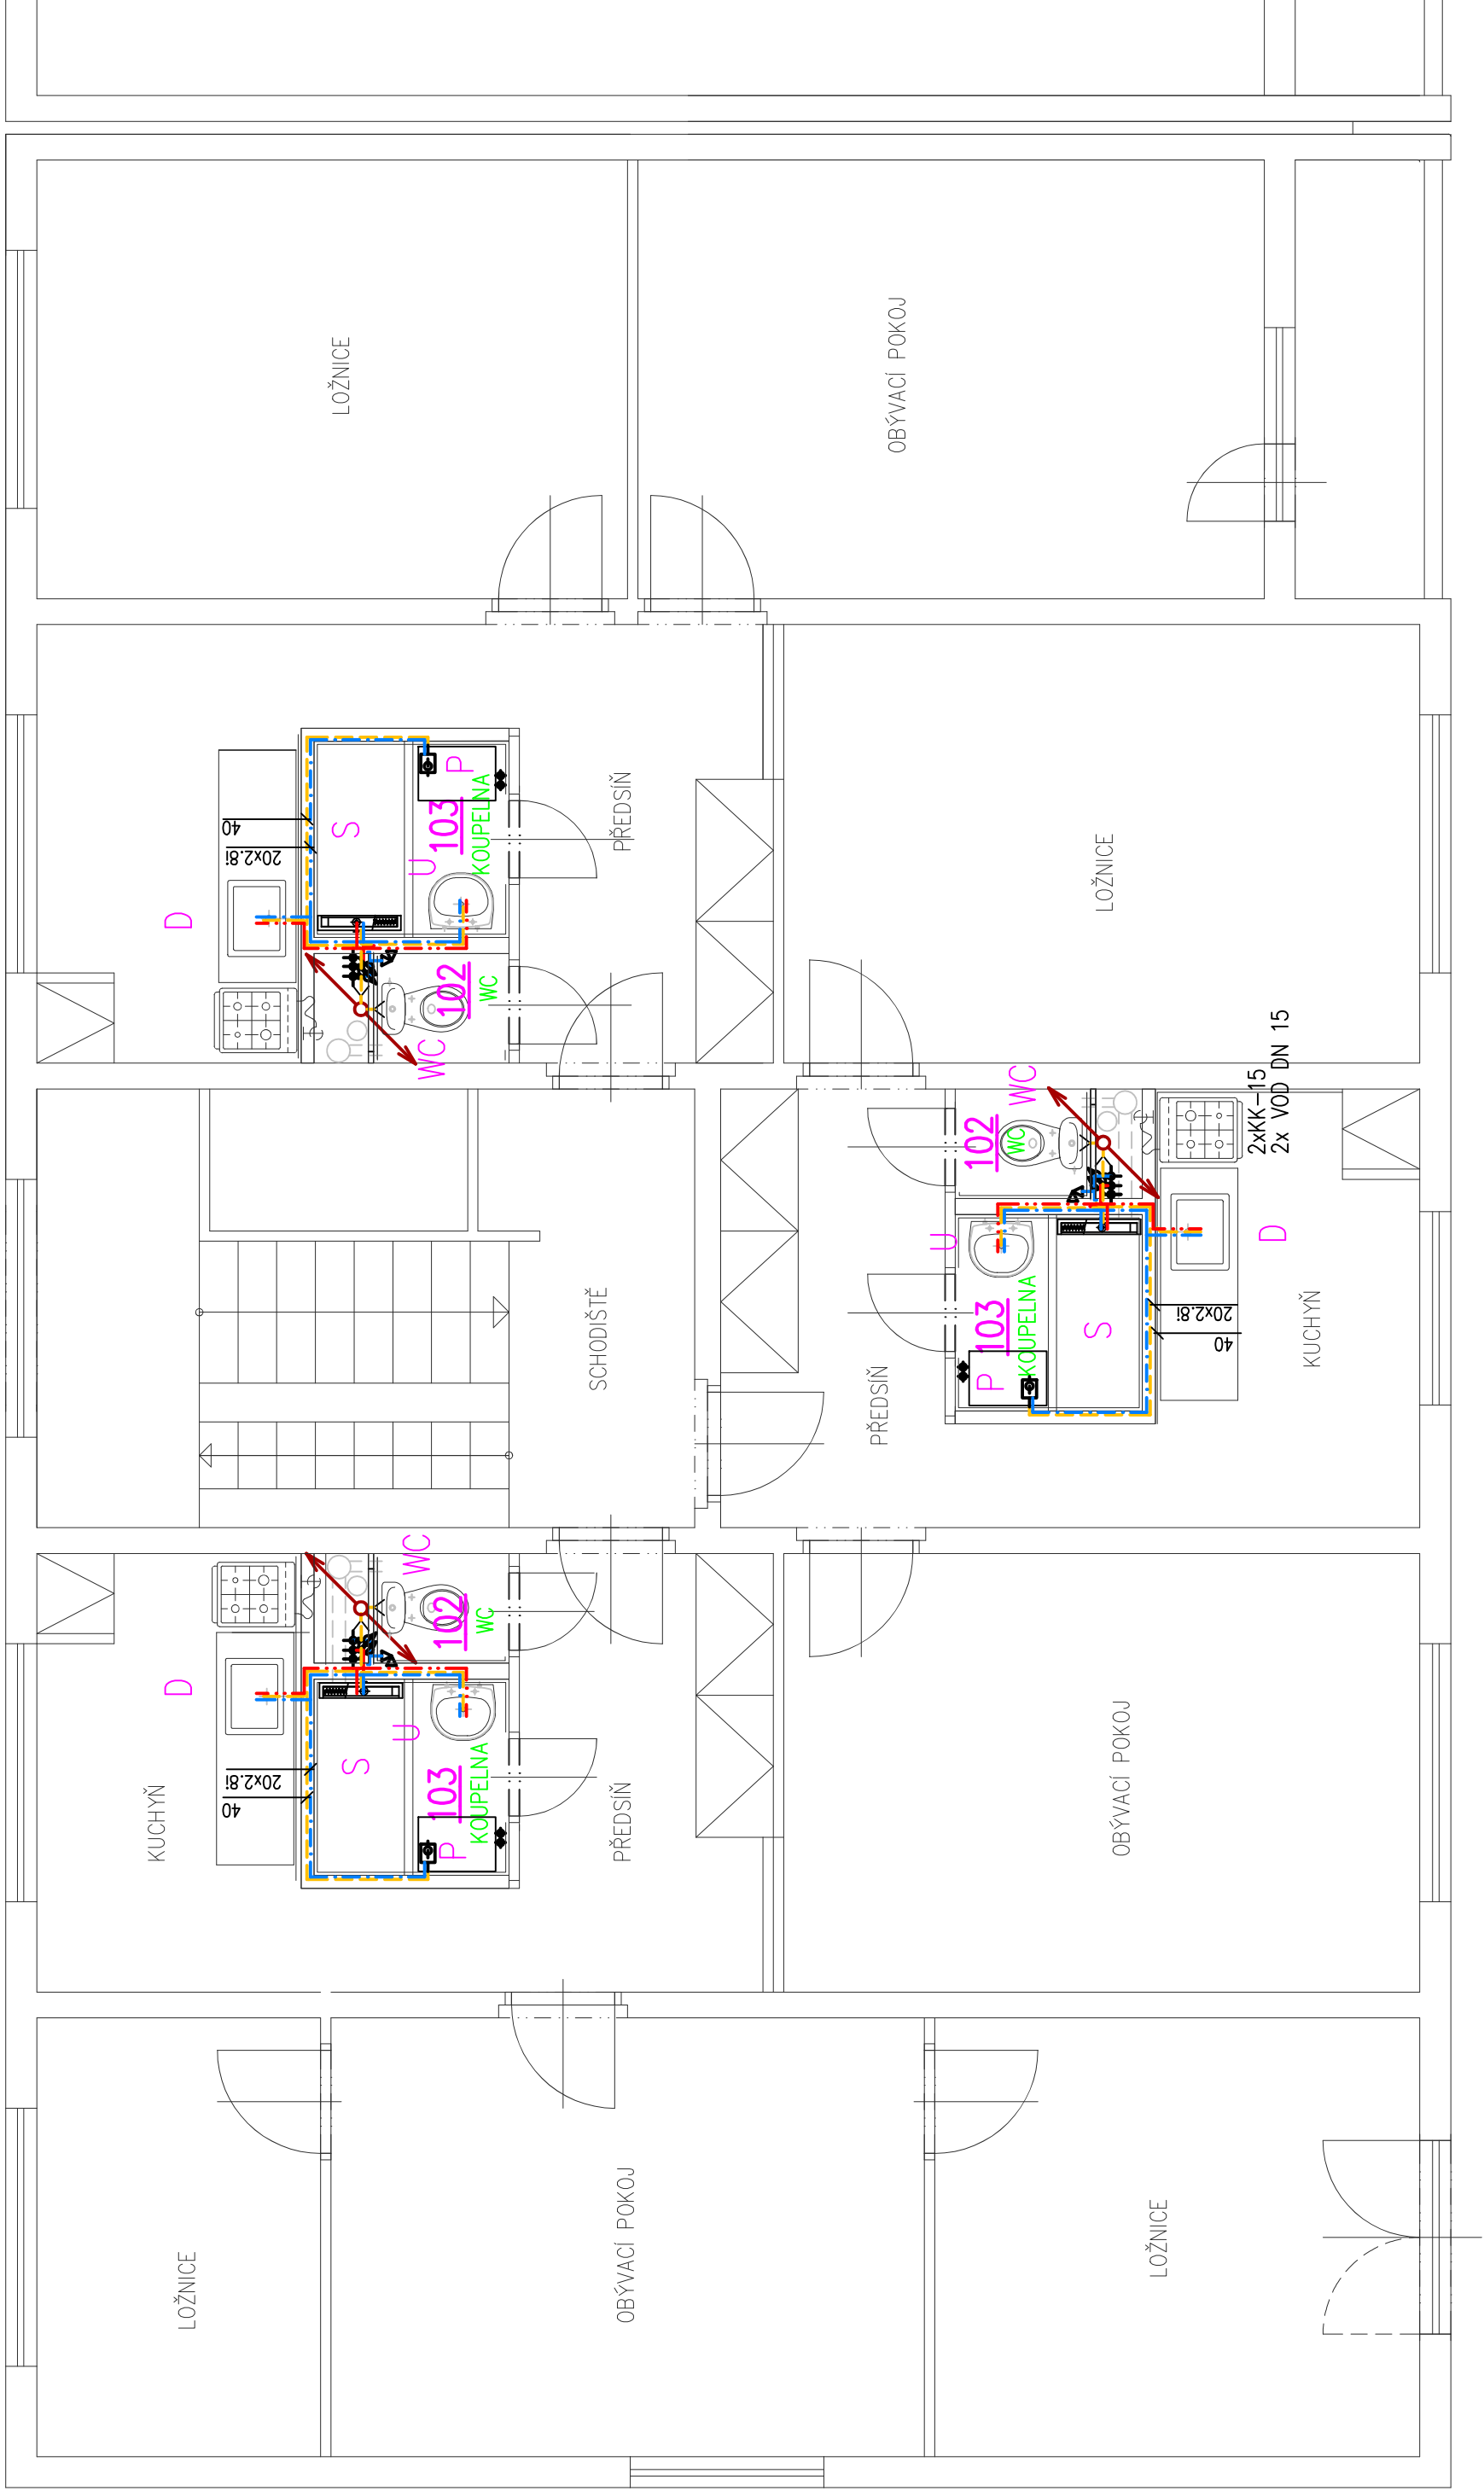 LOŽNICE
OBÝVACÍ POKOJ
D
40
20x2.8i
S
U
P
103
KOUPELNA
102
WC
WC
PŘEDSÍŇ
LOŽNICE
SCHODIŠTĚ
2xKK-15
2x VOD DN 15
WC
102
WC
U
103
KOUPELNA
P
S
D
20x2.8i
40
KUCHYŇ
PŘEDSÍŇ
WC
102
WC
D
S
U
103
KOUPELNA
P
20x2.8i
40
KUCHYŇ
PŘEDSÍŇ
OBÝVACÍ POKOJ
LOŽNICE
OBÝVACÍ POKOJ
LOŽNICE